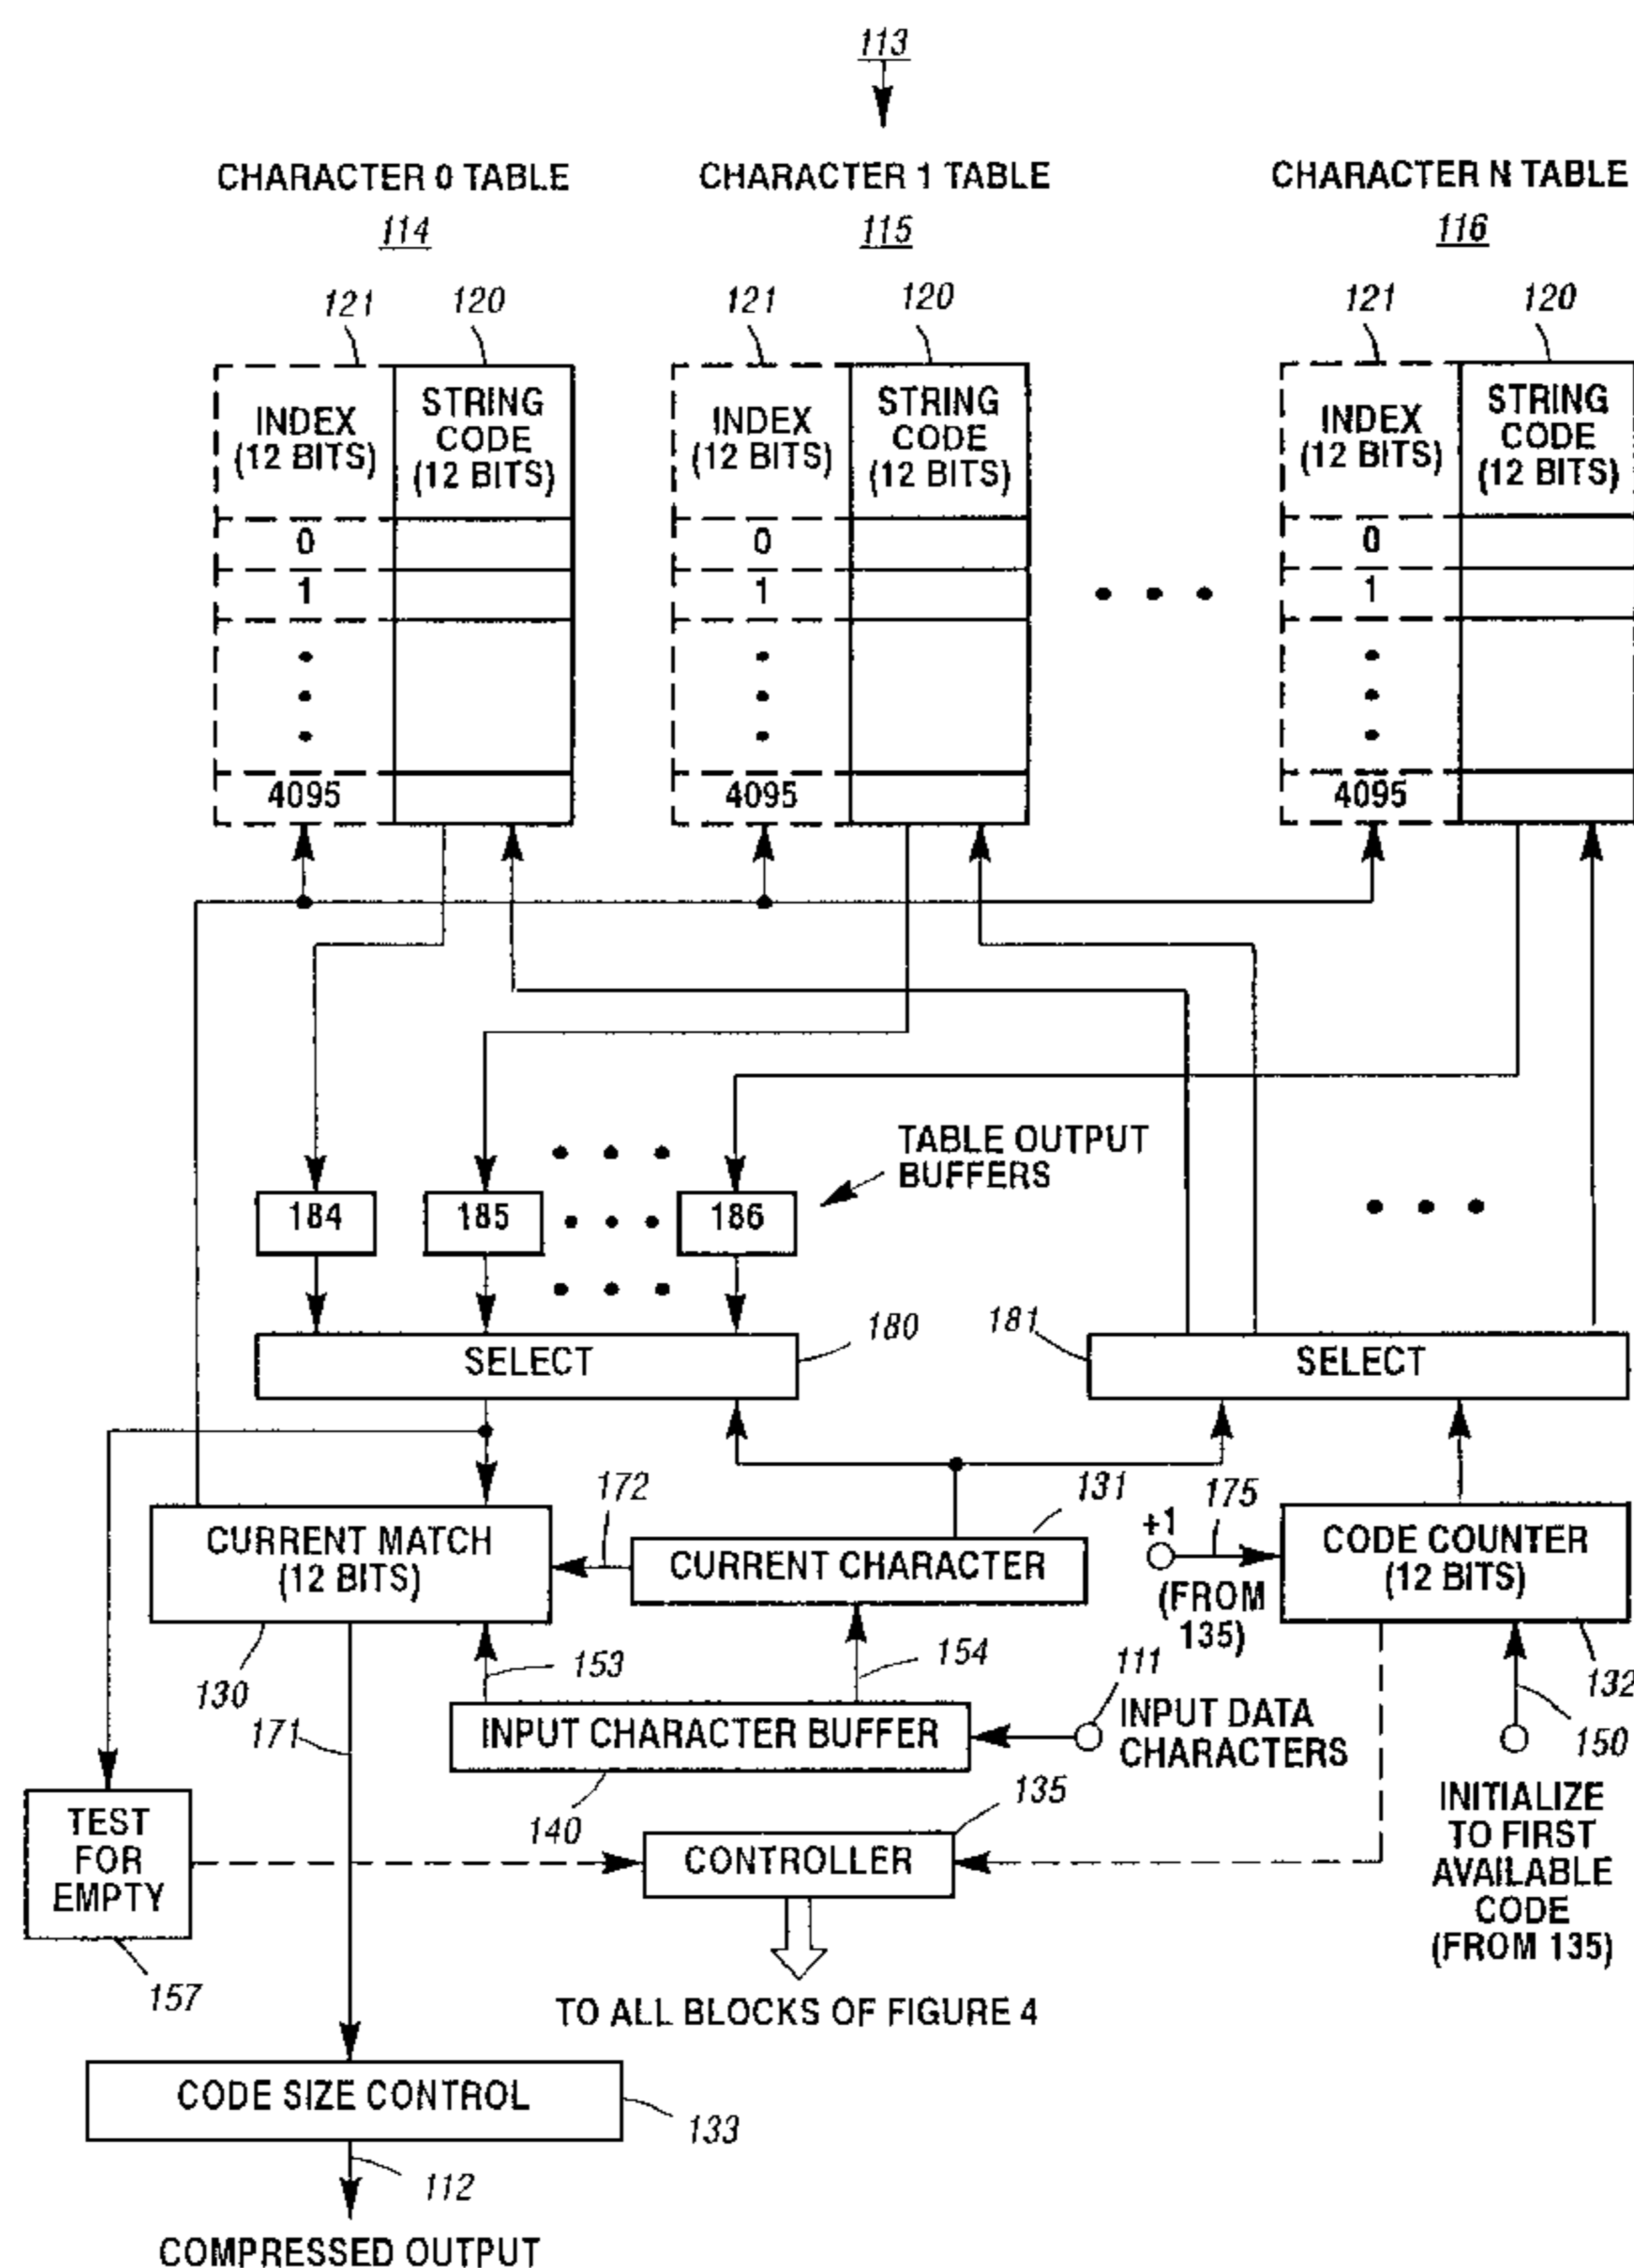 113
CHARACTER 0 TABLE
CHARACTER 1 TABLE
CHARACTER N TABLE
114
115
116
121
120
121
120
121
120
INDEX
(12 BITS)
STRING
CODE
(12 BITS)
INDEX
(12 BITS)
STRING
CODE
(12 BITS)
INDEX
(12 BITS)
STRING
CODE
(12 BITS)
0
0
0
1
1
1
4095
4095
4095
TABLE OUTPUT
BUFFERS
184
185
186
180
181
SELECT
SELECT
172
131
175
+1
CURRENT MATCH
(12 BITS)
CURRENT CHARACTER
CODE COUNTER
(12 BITS)
(FROM
135)
130
153
154
111
132
171
INPUT CHARACTER BUFFER
INPUT DATA
CHARACTERS
150
140
135
TEST
FOR
EMPTY
CONTROLLER
INITIALIZE
TO FIRST
AVAILABLE
CODE
(FROM 135)
157
TO ALL BLOCKS OF FIGURE 4
CODE SIZE CONTROL
133
112
COMPRESSED OUTPUT